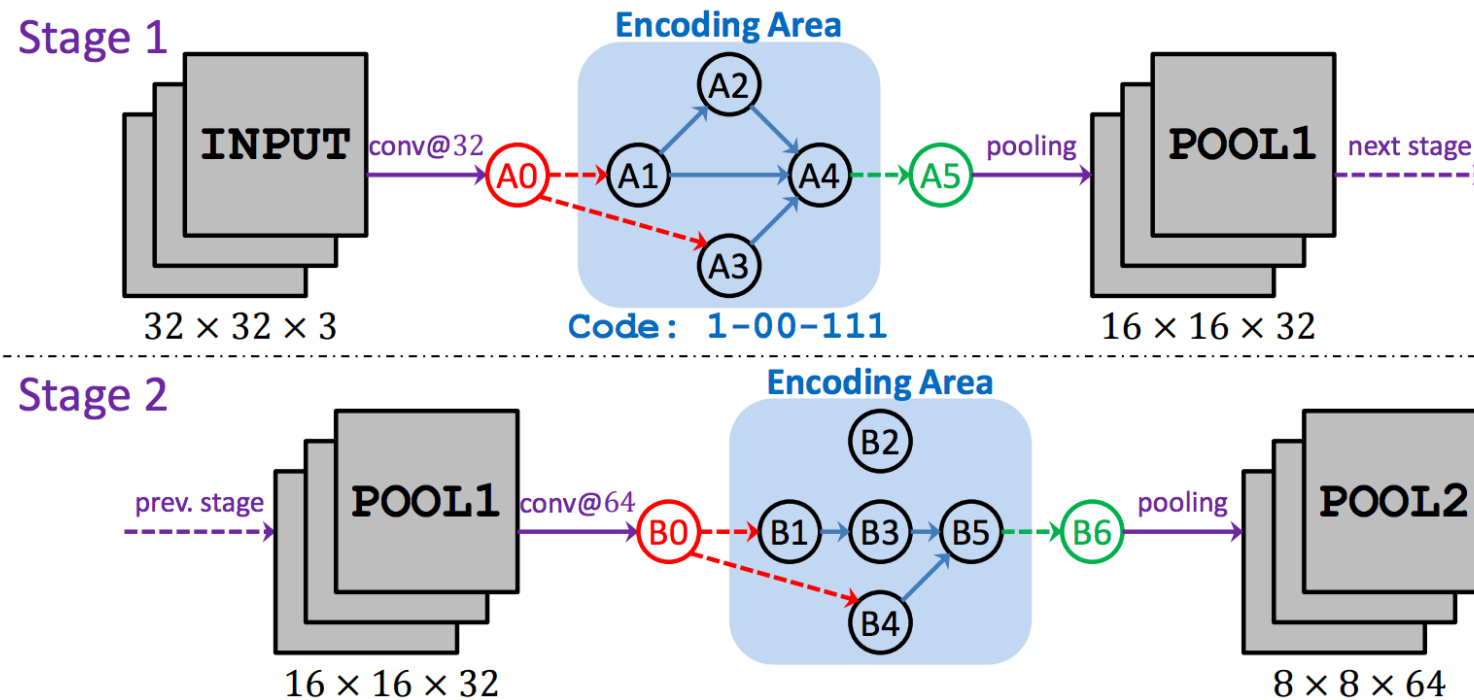 Stage 1
Encoding Area
INPUT
conv@32
A0
A1
A2
A3
A4
A5
pooling
POOL1
next stage
32 × 32 × 3
Code: 1-00-111
16 × 16 × 32
Stage 2
Encoding Area
prev. stage
POOL1
conv@64
B0
B1
B2
B3
B4
B5
B6
pooling
POOL2
16 × 16 × 32
8 × 8 × 64